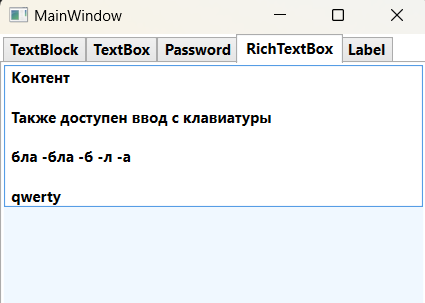 MainWindow
TextBlock TextBox Password RichTextBox Label
Контент
Также доступен ввод с клавиатуры
бла -бла -б -л -а
qwerty